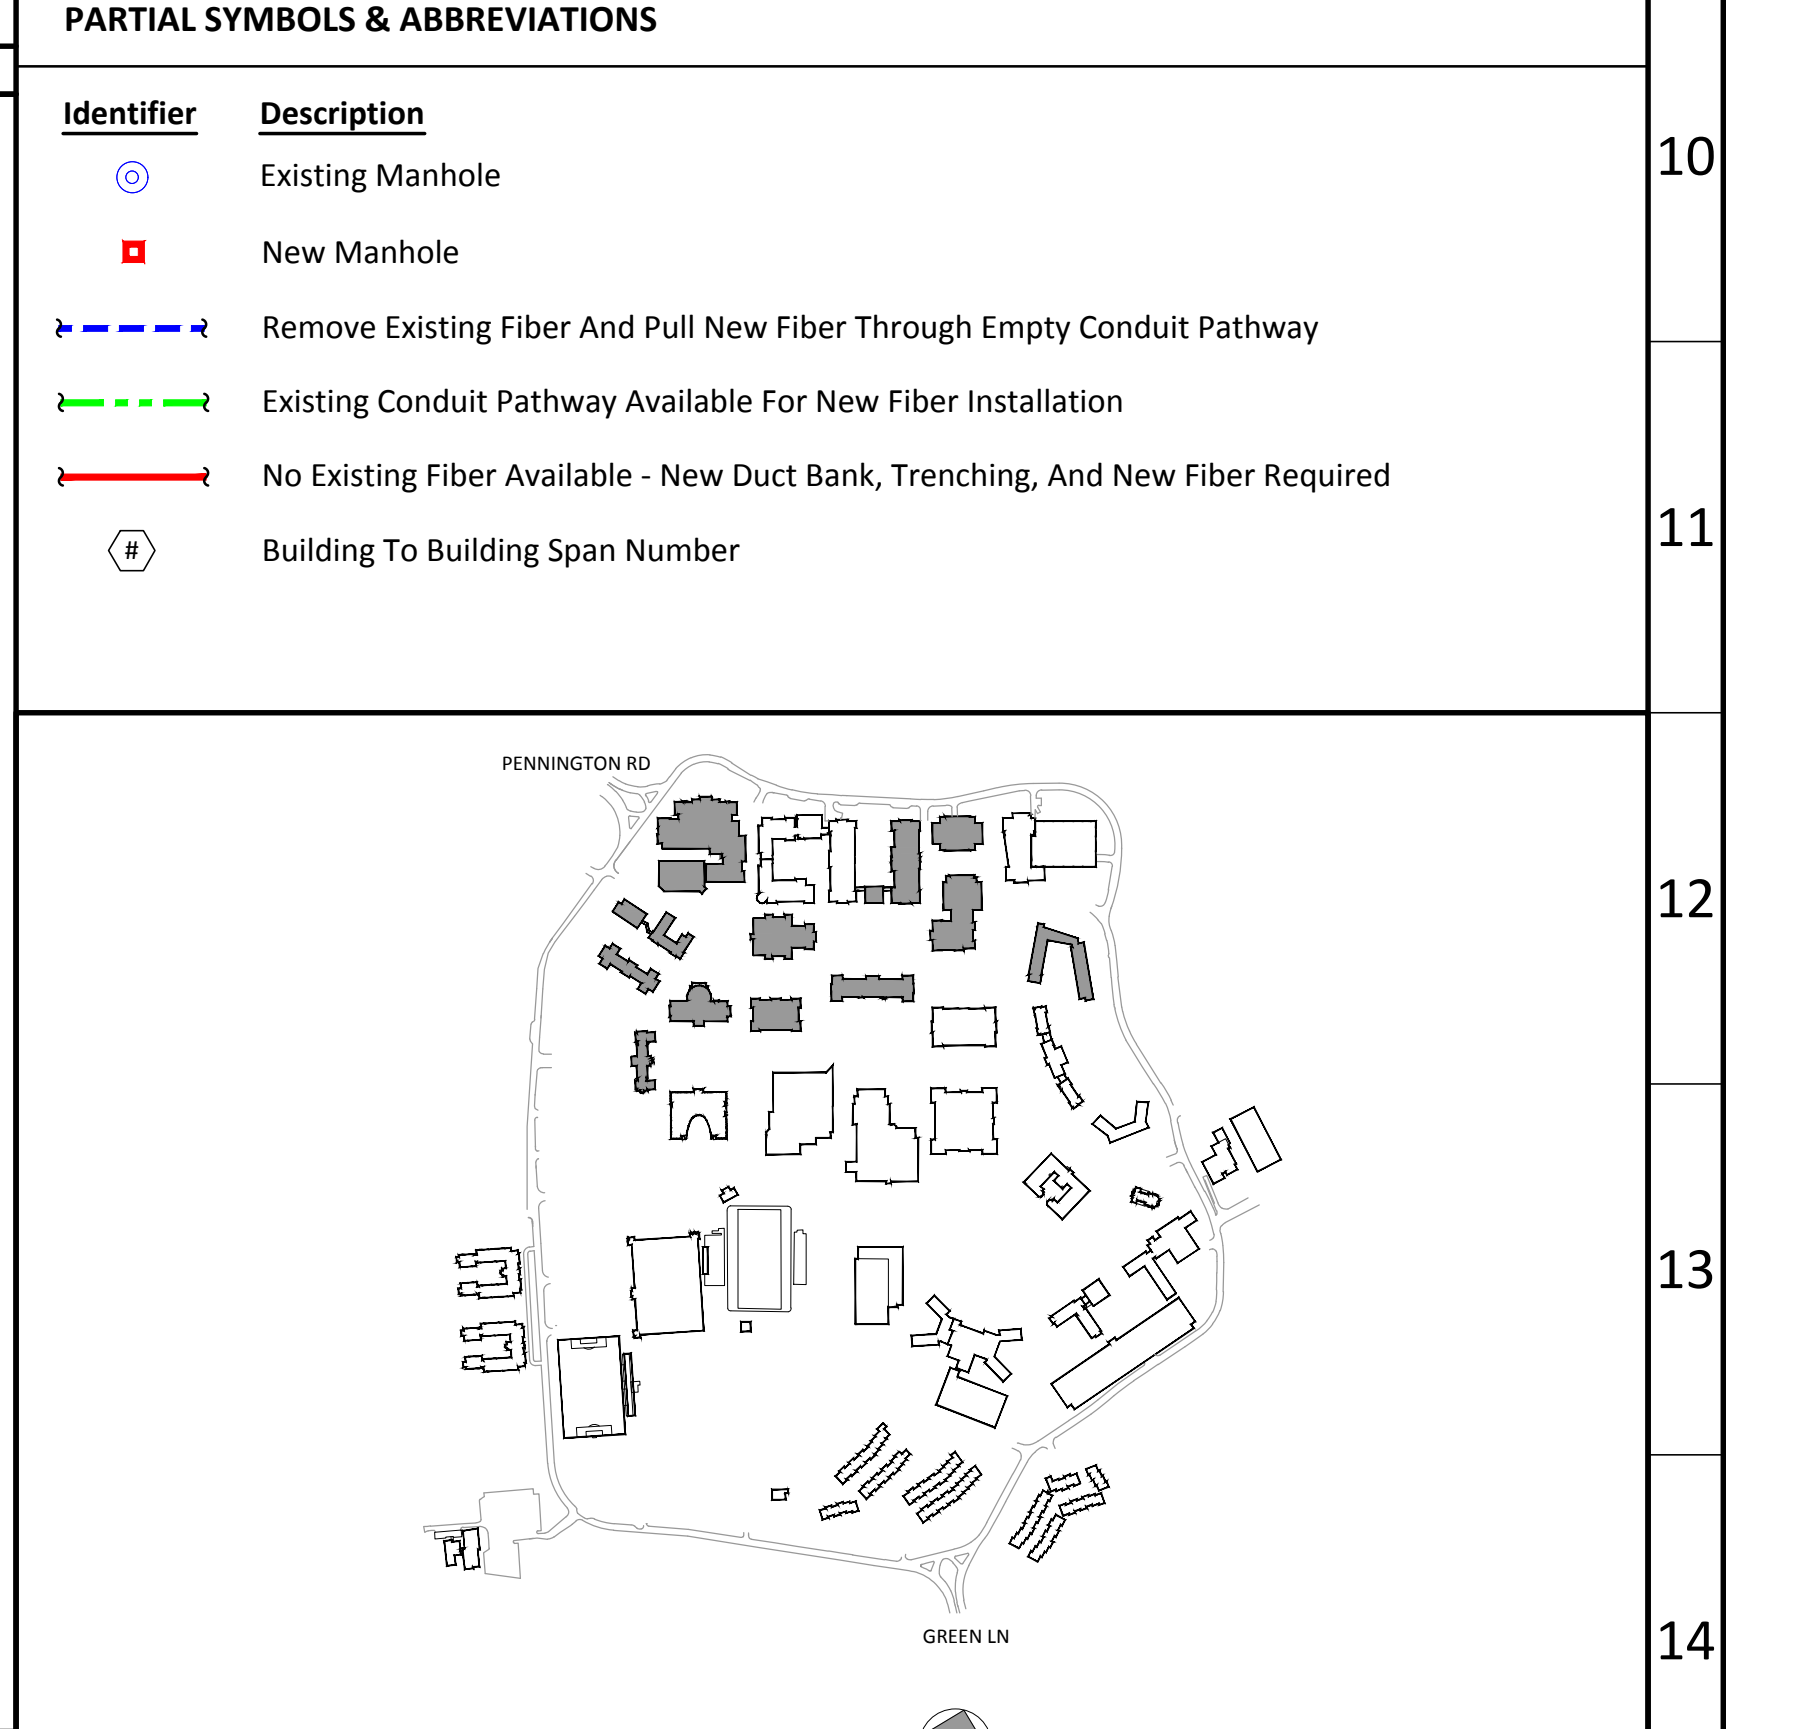 PARTIAL SYMBOLS & ABBREVIATIONS
Identifier Description
Existing Manhole
New Manhole
Remove Existing Fiber And Pull New Fiber Through Empty Conduit Pathway
Existing Conduit Pathway Available For New Fiber Installation
No Existing Fiber Available - New Duct Bank, Trenching, And New Fiber Required
# Building To Building Span Number
10
11
PENNINGTON RD
12
13
GREEN LN
14